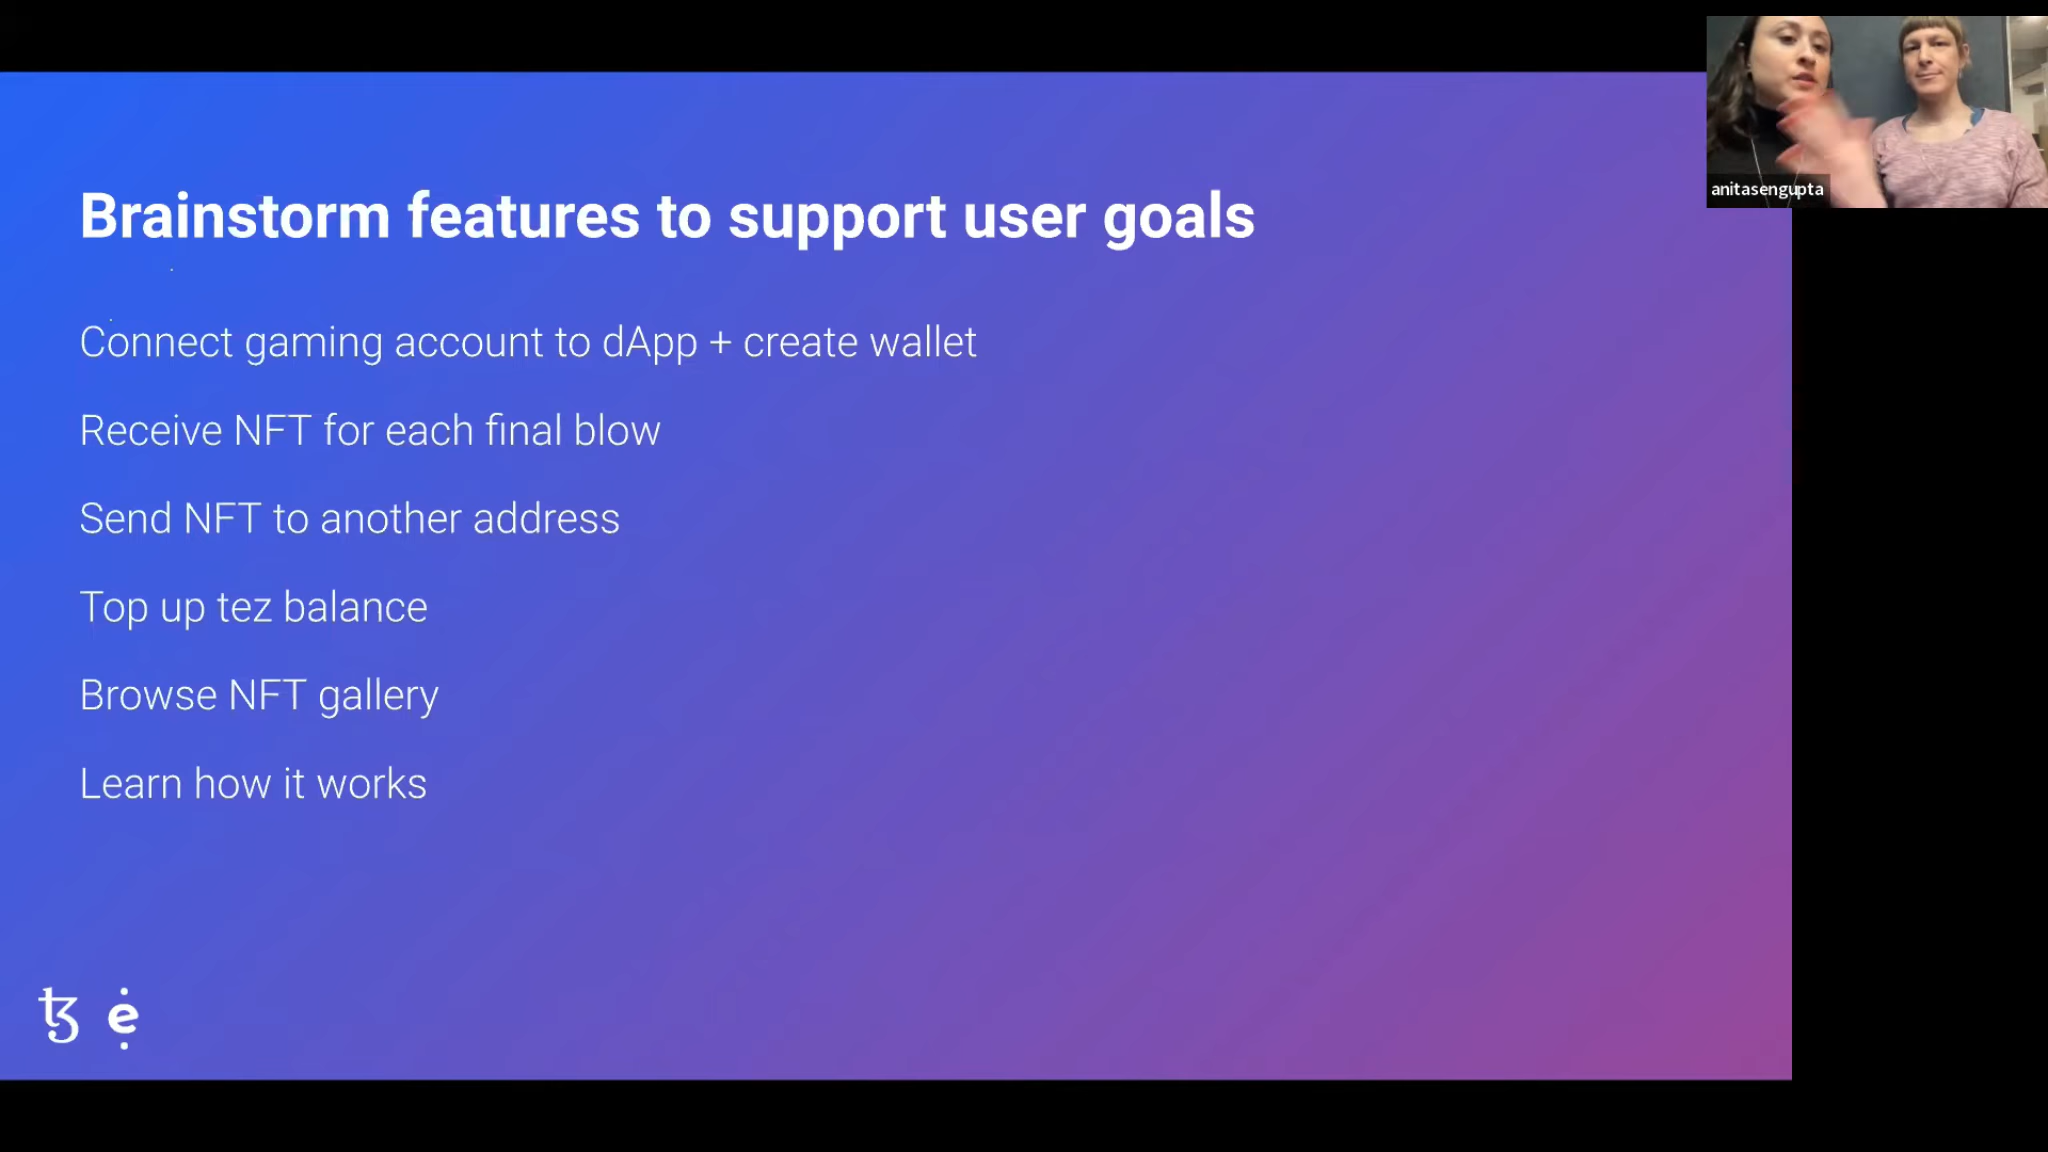 anitasengupta
Brainstorm features to support user goals
Connect gaming account to dApp + create wallet
Receive NFT for each final blow
Send NFT to another address
Top up tez balance
Browse NFT gallery
Learn how it works
ꜩ ė